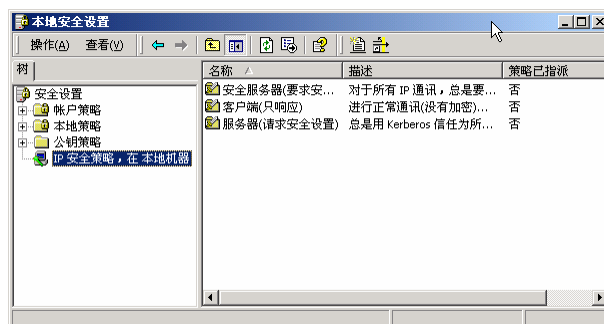 本地安全设置
操作(A) 查看(V)
树
名称 描述 策略已指派
安全设置
帐户策略
本地策略
公钥策略
IP 安全策略，在 本地机器
安全服务器(要求安... 对于所有 IP 通讯，总是要... 否
客户端(只响应) 进行正常通讯(没有加密)... 否
服务器(请求安全设置) 总是用 Kerberos 信任为所... 否